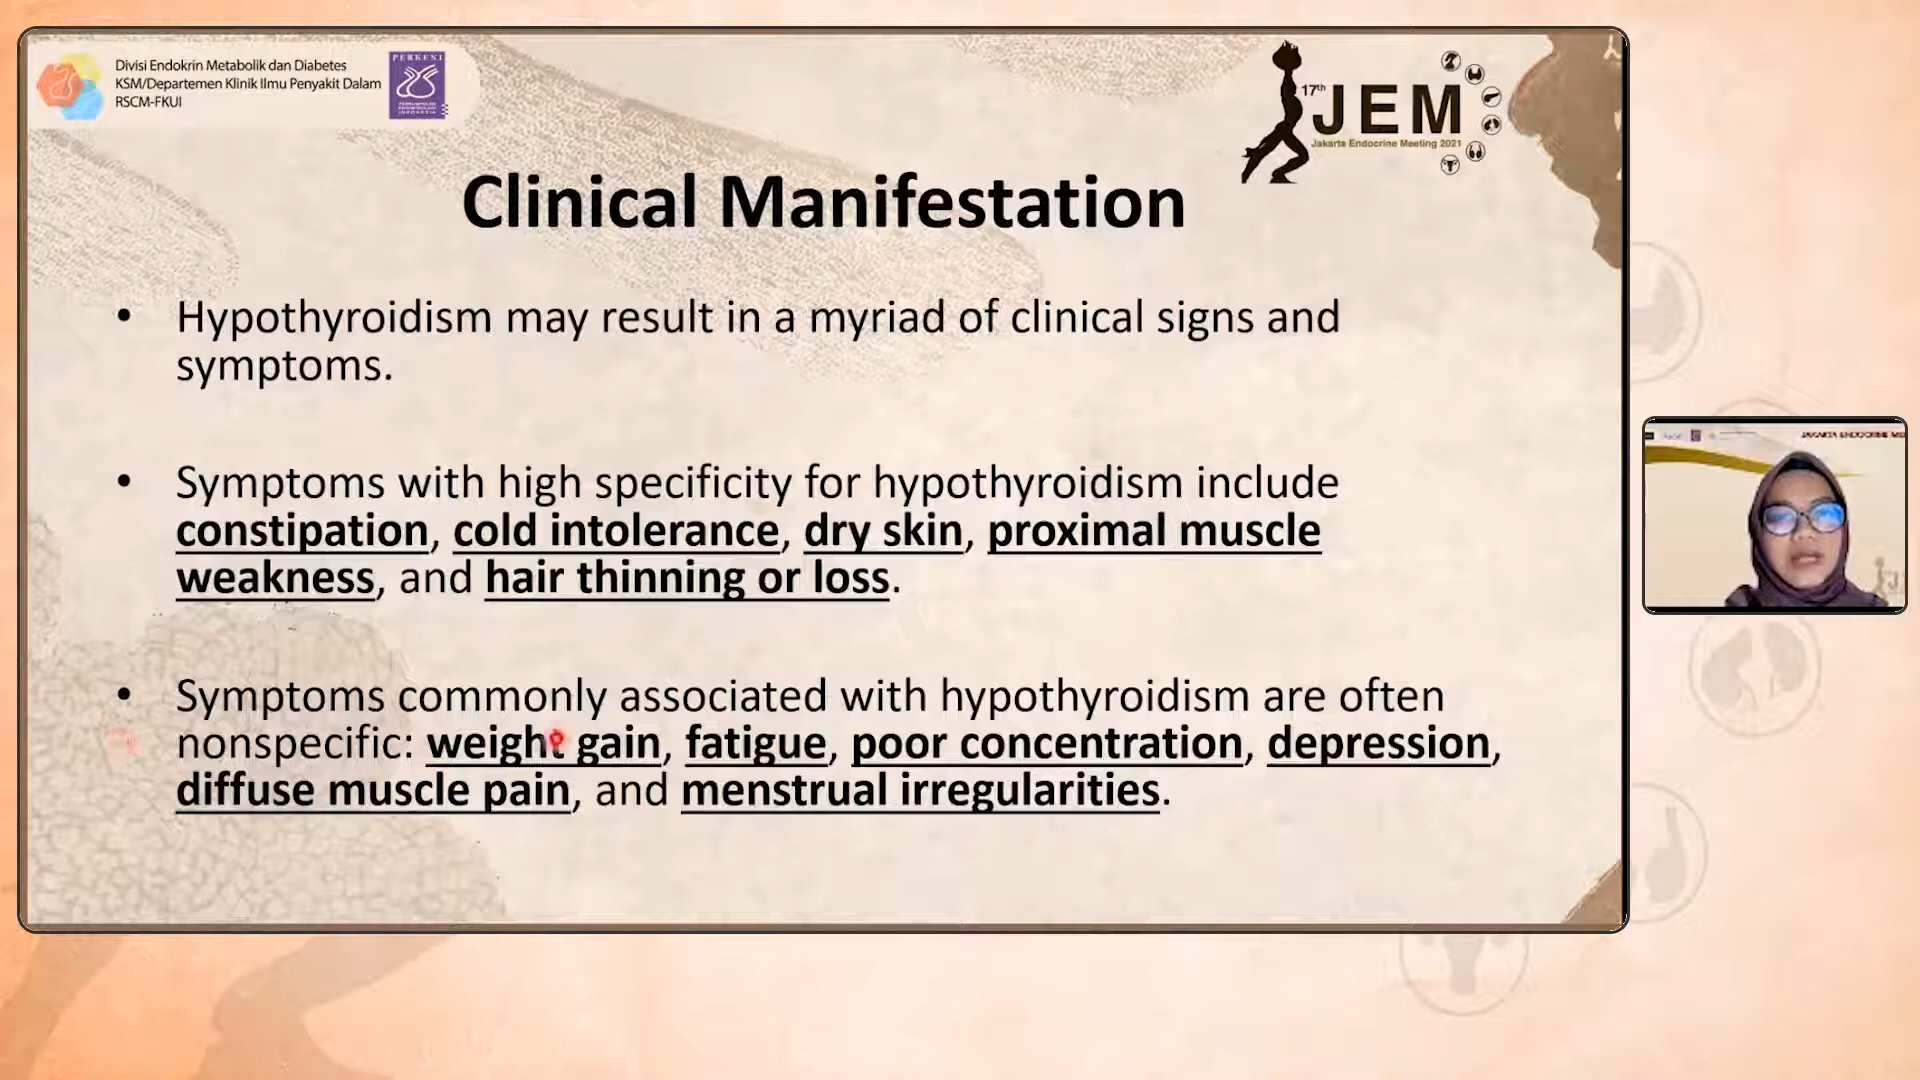 Divisi Endokrin Metabolik dan Diabetes
KSM/Departemen Klinik Ilmu Penyakit Dalam
RSCM-FKUI
PERKENI
17th
JEM
Jakarta Endocrine Meeting 2021
Clinical Manifestation
• Hypothyroidism may result in a myriad of clinical signs and
symptoms.
• Symptoms with high specificity for hypothyroidism include
constipation, cold intolerance, dry skin, proximal muscle
weakness, and hair thinning or loss.
• Symptoms commonly associated with hypothyroidism are often
nonspecific: weight gain, fatigue, poor concentration, depression,
diffuse muscle pain, and menstrual irregularities.
JAKARTA ENDOCRINE